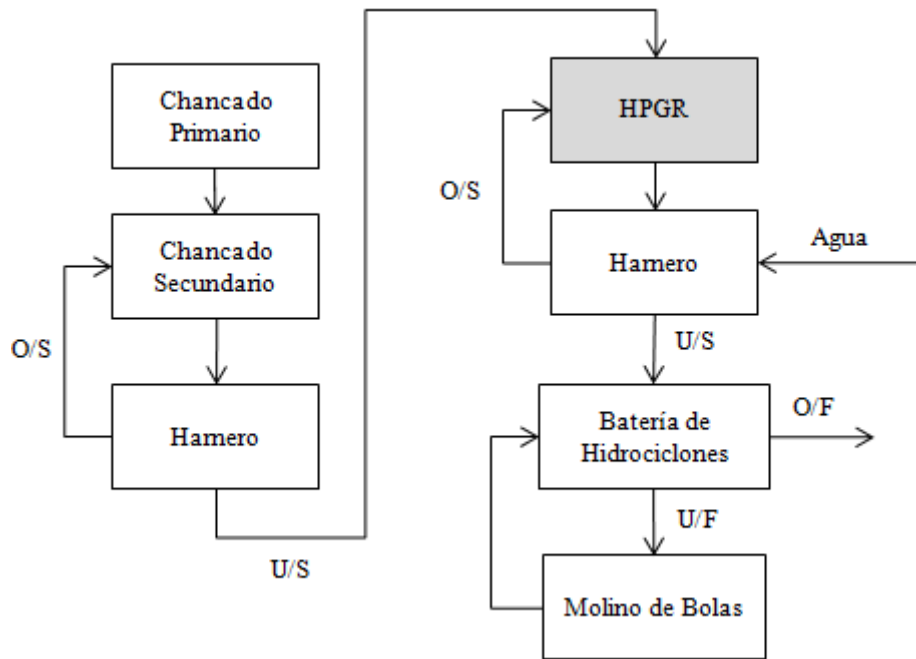 Chancado
Primario
Chancado
Secundario
O/S
Hamero
U/S
HPGR
O/S
Agua
Hamero
U/S
Batería de
Hidrociclones
O/F
U/F
Molino de Bolas